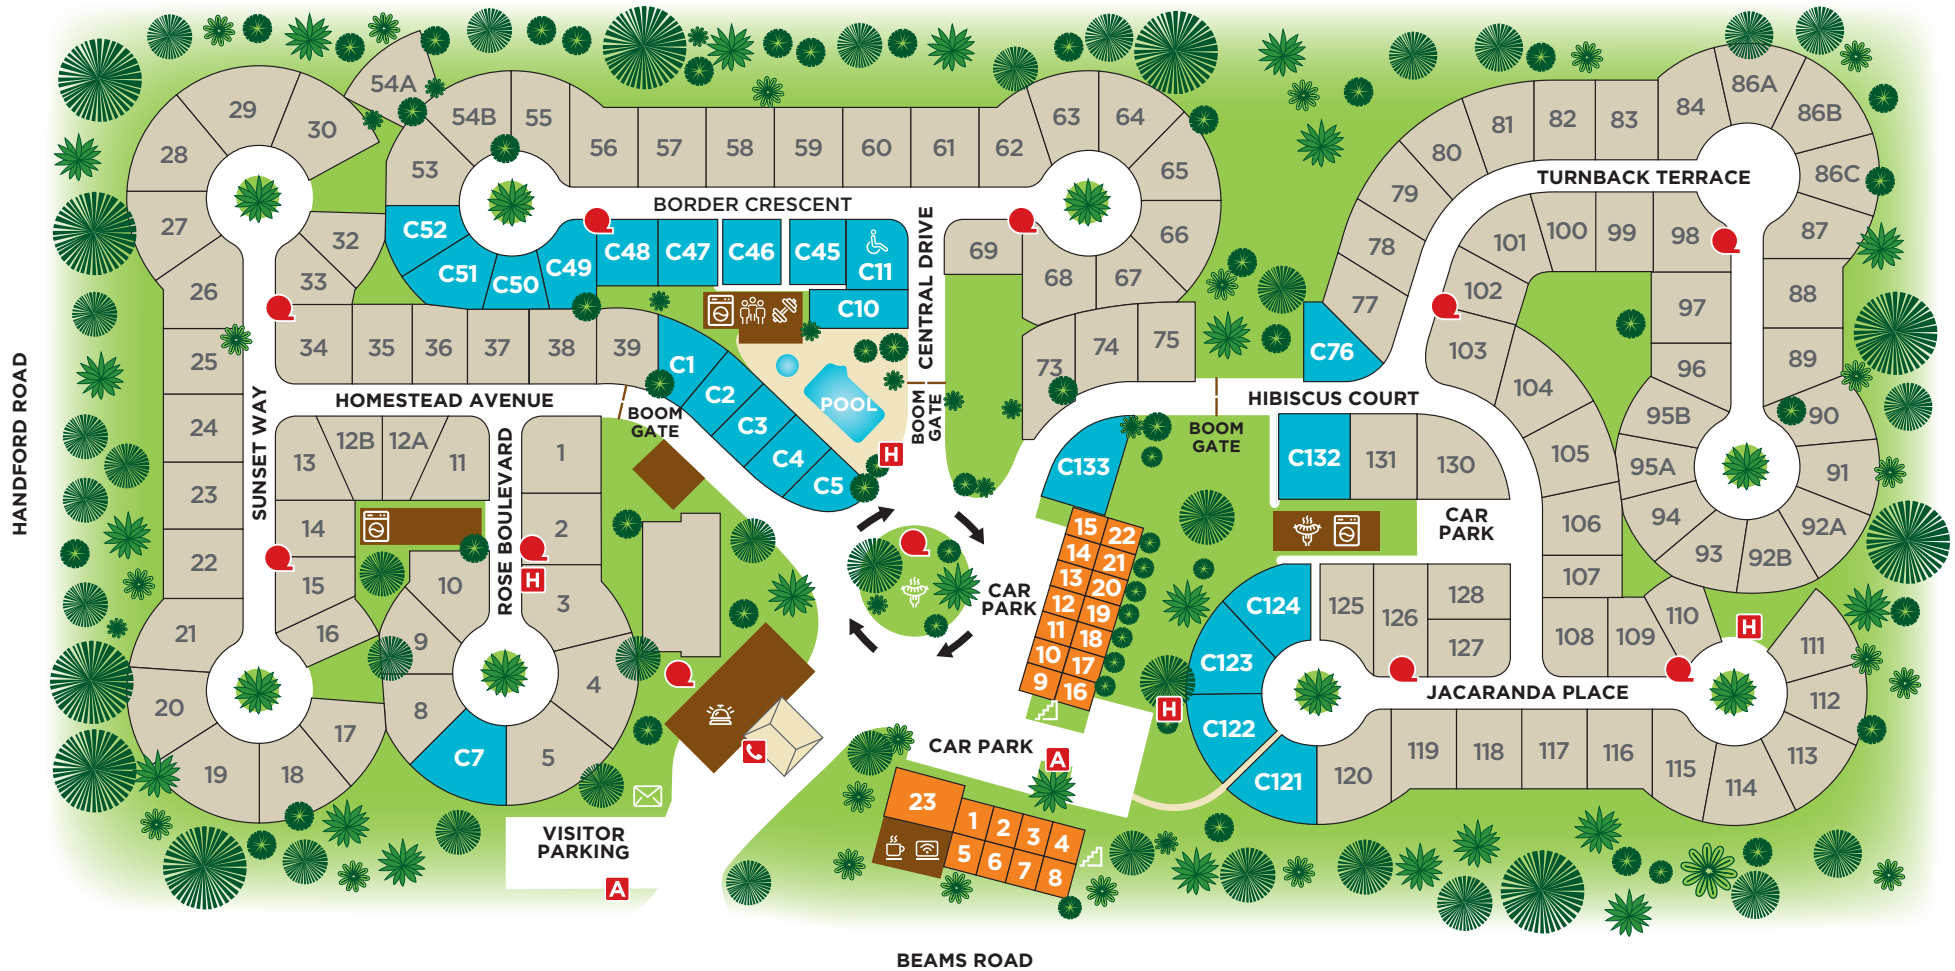 29
30
28
27
26
25
24
23
22
21
20
19
18
17
16
15
14
13
12B
12A
11
10
9
8
C7
5
4
3
2
1
32
33
34
35
36
37
38
39
54A
54B
55
53
56
57
58
59
60
61
62
63
64
65
66
67
68
69
73
74
75
C52
C51
C50
C49
C48
C47
C46
C45
C11
C10
C1
C2
C3
C4
C5
POOL
BORDER CRESCENT
CENTRAL DRIVE
BOOM
GATE
HOMESTEAD AVENUE
BOOM
GATE
SUNSET WAY
ROSE BOULEVARD
HANDFORD ROAD
H
H
VISITOR
PARKING
A
CAR
PARK
CAR PARK
A
H
C133
15
22
14
21
13
20
12
19
11
18
10
17
9
16
23
1
2
3
4
5
6
7
8
BEAMS ROAD
C76
77
78
79
80
81
82
83
84
86A
86B
86C
87
88
89
90
91
92A
92B
93
94
95A
95B
96
97
98
99
100
101
102
103
104
105
106
107
108
109
110
111
112
113
114
115
116
117
118
119
120
C121
C122
C123
C124
125
126
127
128
130
131
C132
TURNBACK TERRACE
HIBISCUS COURT
BOOM
GATE
CAR
PARK
JACARANDA PLACE
H